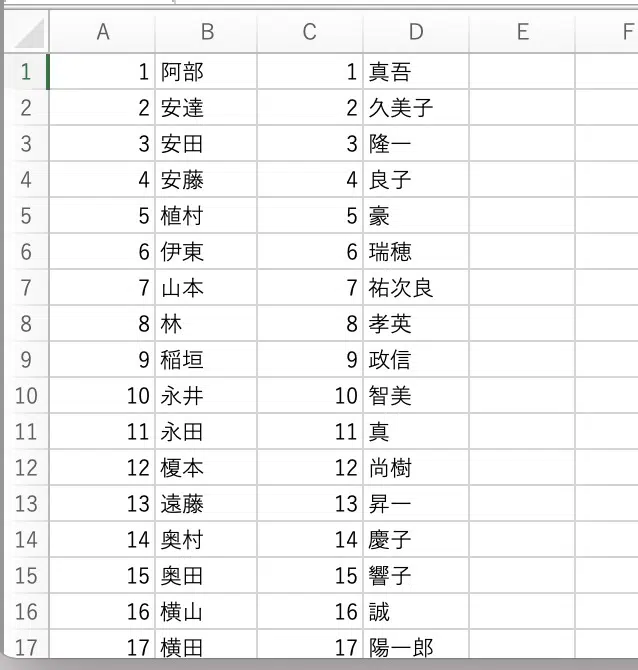 A B C D E F
1 1 阿部 1 真吾
2 2 安達 2 久美子
3 3 安田 3 隆一
4 4 安藤 4 良子
5 5 植村 5 豪
6 6 伊東 6 瑞穂
7 7 山本 7 祐次良
8 8 林 8 孝英
9 9 稲垣 9 政信
10 10 永井 10 智美
11 11 永田 11 真
12 12 榎本 12 尚樹
13 13 遠藤 13 昇一
14 14 奥村 14 慶子
15 15 奥田 15 響子
16 16 横山 16 誠
17 17 横田 17 陽一郎